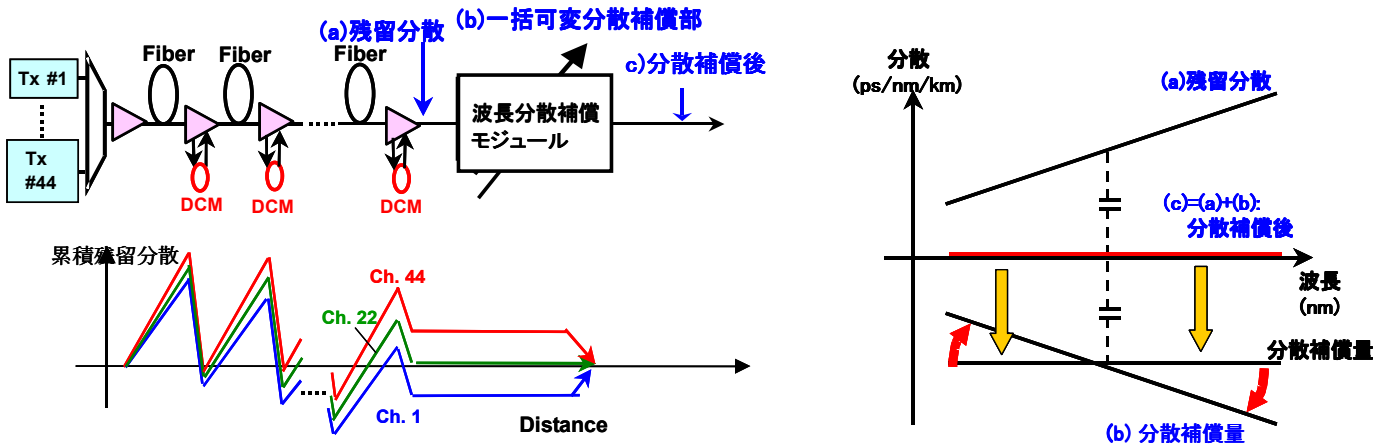 (a)残留分散
(b)一括可変分散補償部
c)分散補償後
Fiber
Fiber
Fiber
Tx #1
Tx
#44
波長分散補償
モジュール
DCM
DCM
DCM
累積残留分散
Ch. 44
Ch. 22
Ch. 1
Distance
分散
(ps/nm/km)
(a)残留分散
(c)=(a)+(b):
分散補償後
波長
(nm)
分散補償量
(b) 分散補償量